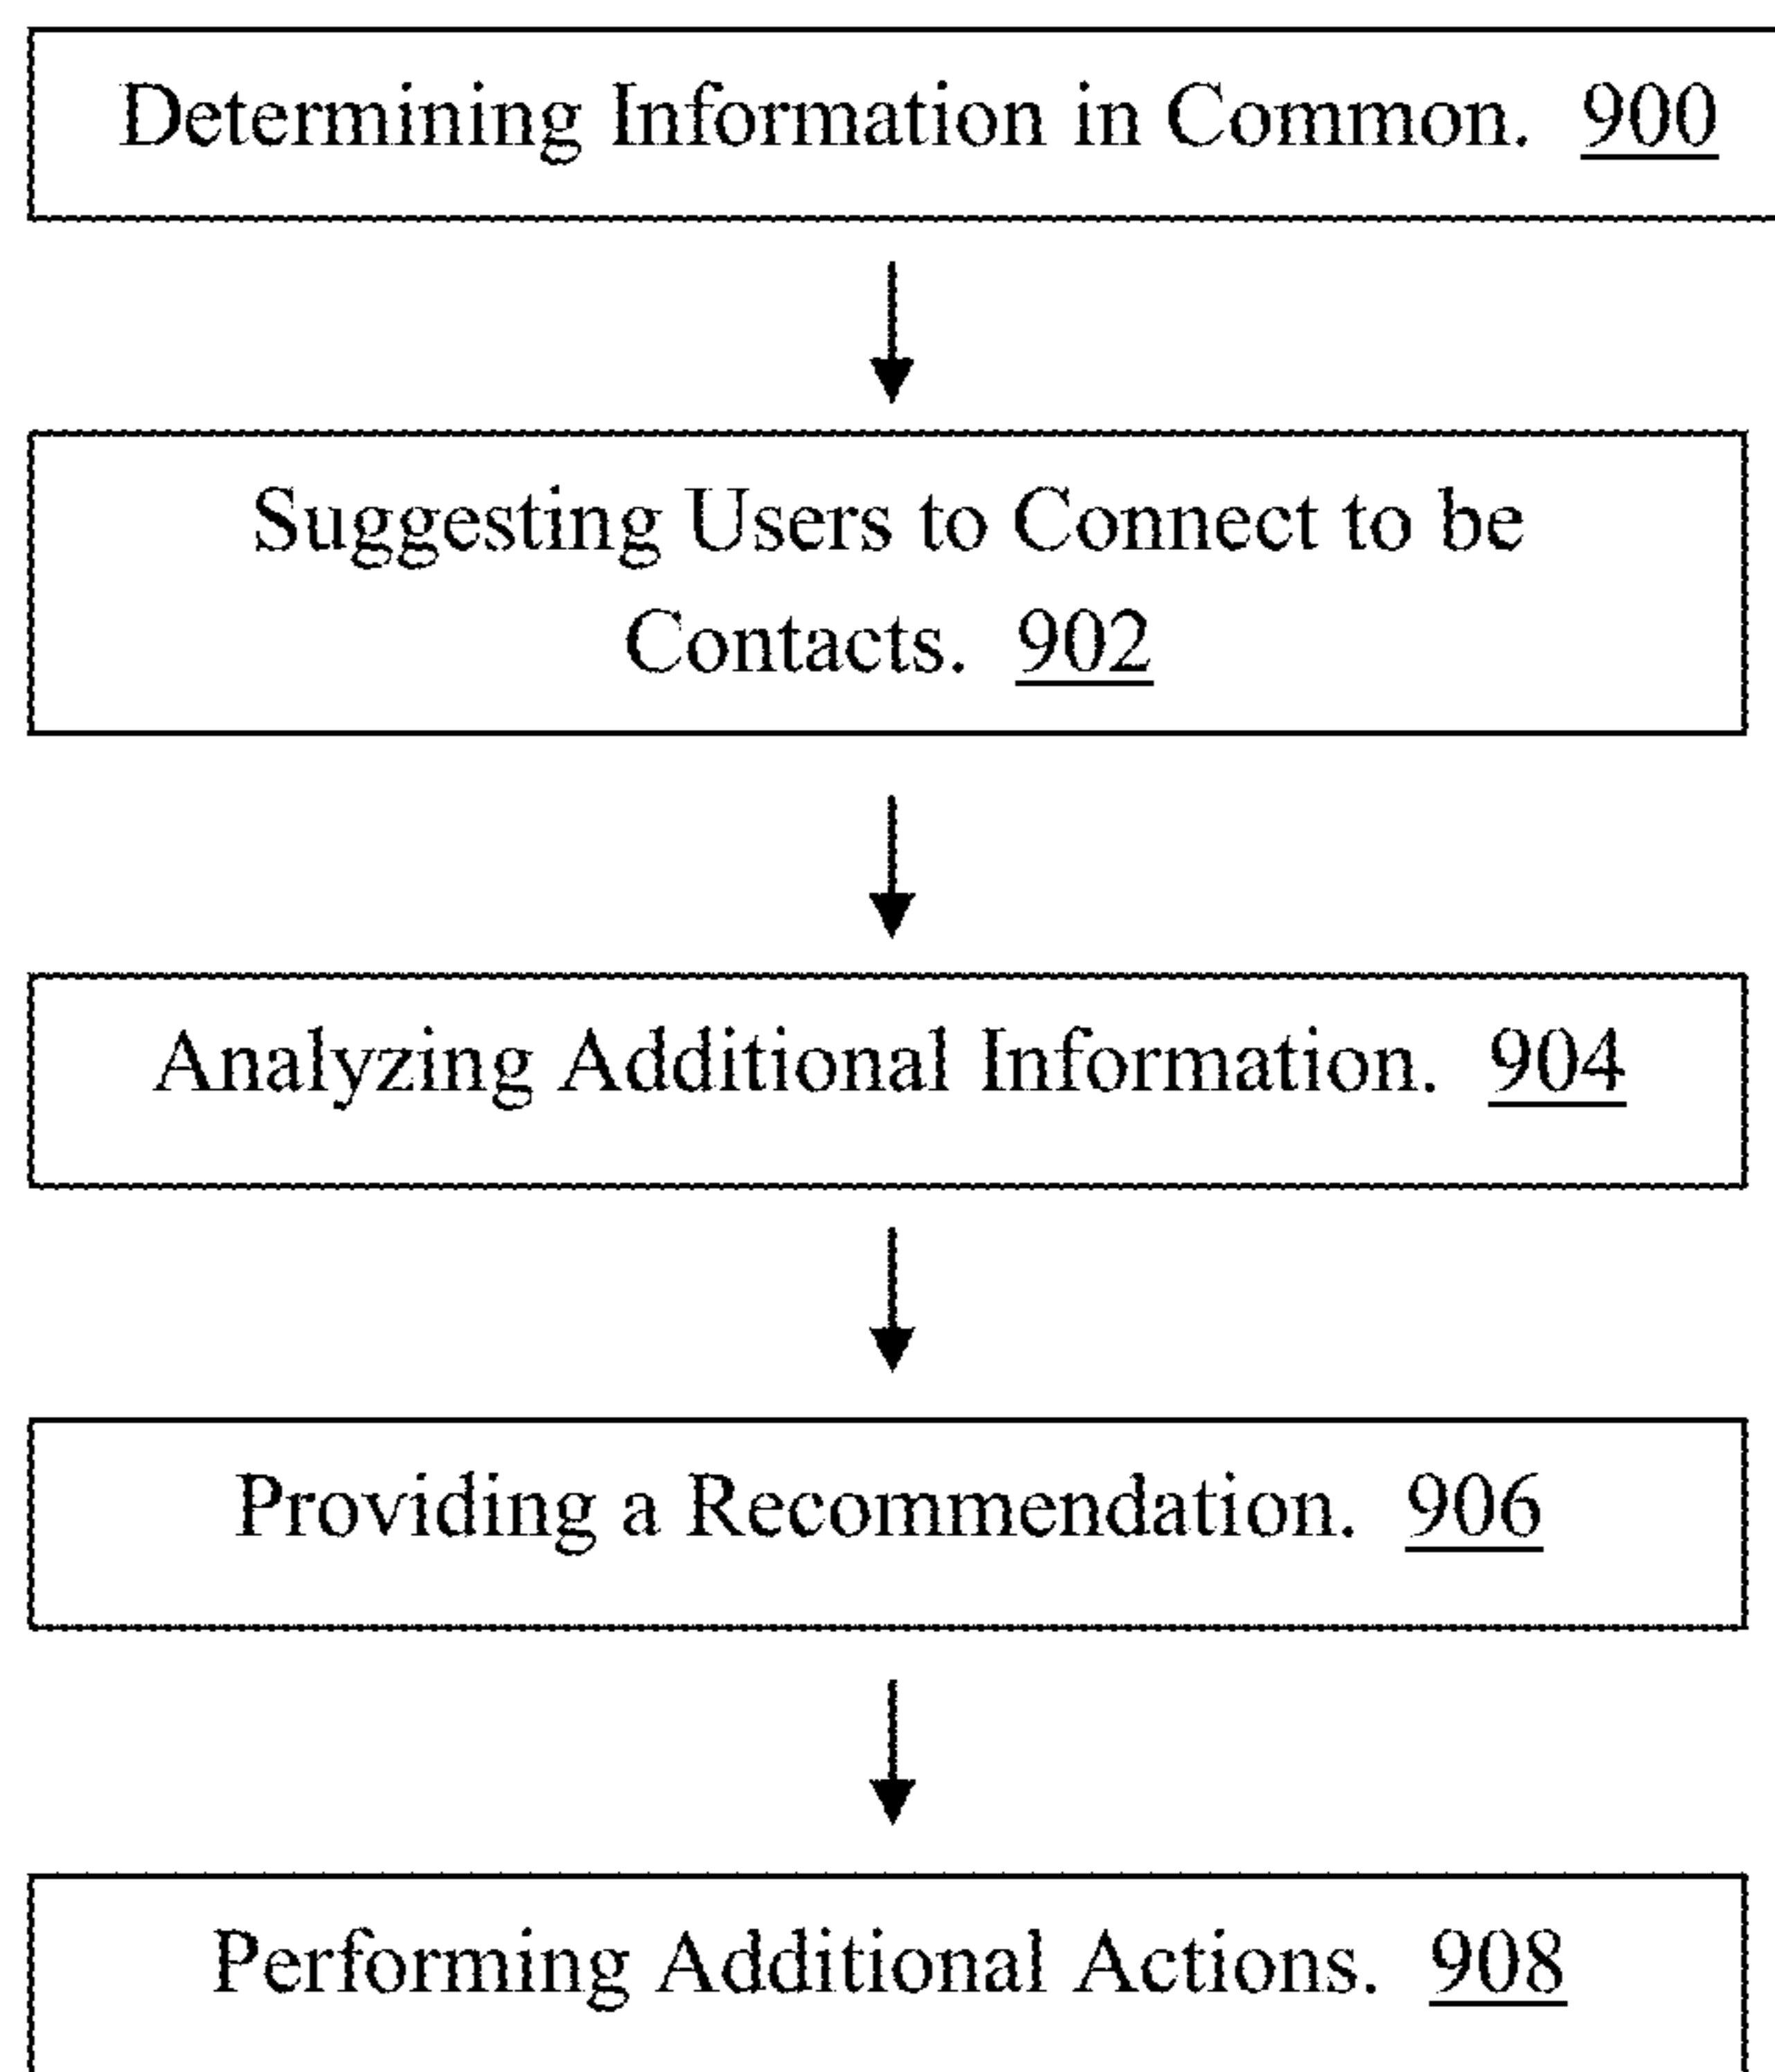 Determining Information in Common. 900
Suggesting Users to Connect to be
Contacts. 902
Analyzing Additional Information. 904
Providing a Recommendation. 906
Performing Additional Actions. 908